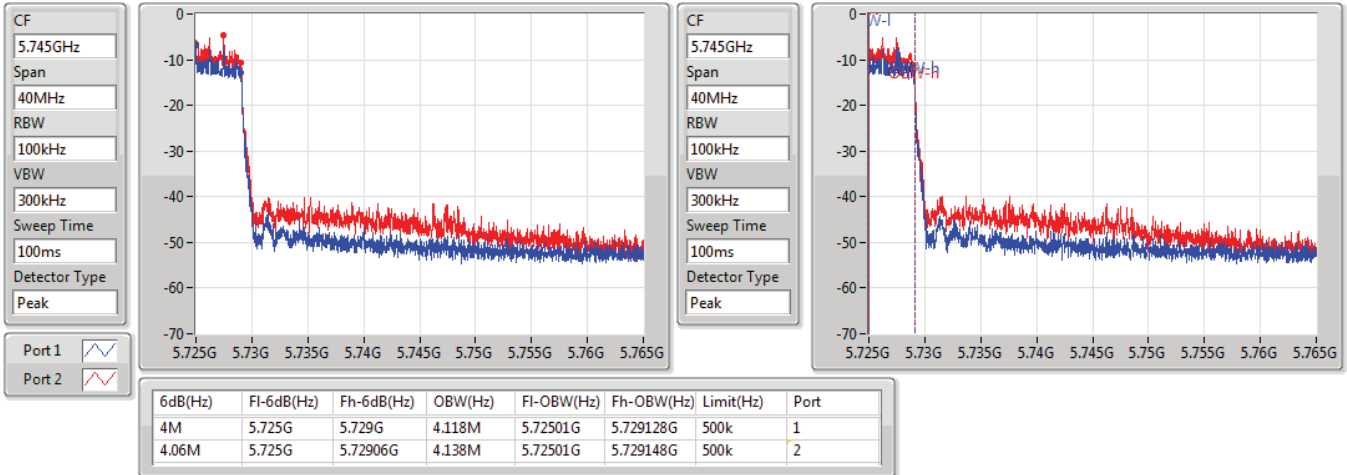 CF
5.745GHz
Span
40MHz
RBW
100kHz
VBW
300kHz
Sweep Time
100ms
Detector Type
Peak
Port 1
Port 2
0
-10
-20
-30
-40
-50
-60
-70
5.725G 5.73G 5.735G 5.74G 5.745G 5.755G 5.76G 5.765G
CF
5.745GHz
Span
40MHz
RBW
100kHz
VBW
300kHz
Sweep Time
100ms
Detector Type
Peak
0
-10
-20
-30
-40
-50
-60
-70
W-l
W-h
5.725G 5.73G 5.735G 5.74G 5.745G 5.755G 5.76G 5.765G
6dB(Hz) Fl-6dB(Hz) Fh-6dB(Hz) OBW(Hz) Fl-OBW(Hz) Fh-OBW(Hz) Limit(Hz) Port
4M 5.725G 5.729G 4.118M 5.72501G 5.729128G 500k 1
4.06M 5.725G 5.72906G 4.138M 5.72501G 5.729148G 500k 2